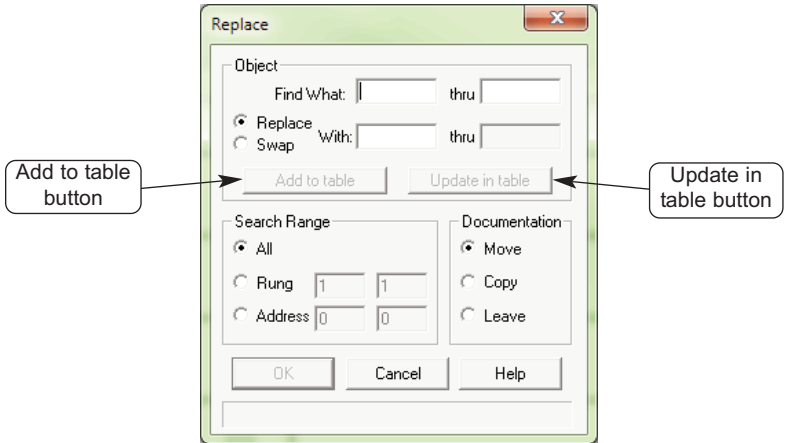 Replace
Object
Find What: thru
Replace
Swap
With: thru
Add to table
button
Add to table Update in table
Update in
table button
Search Range
All
Rung 1 1
Address 0 0
Documentation
Move
Copy
Leave
OK Cancel Help